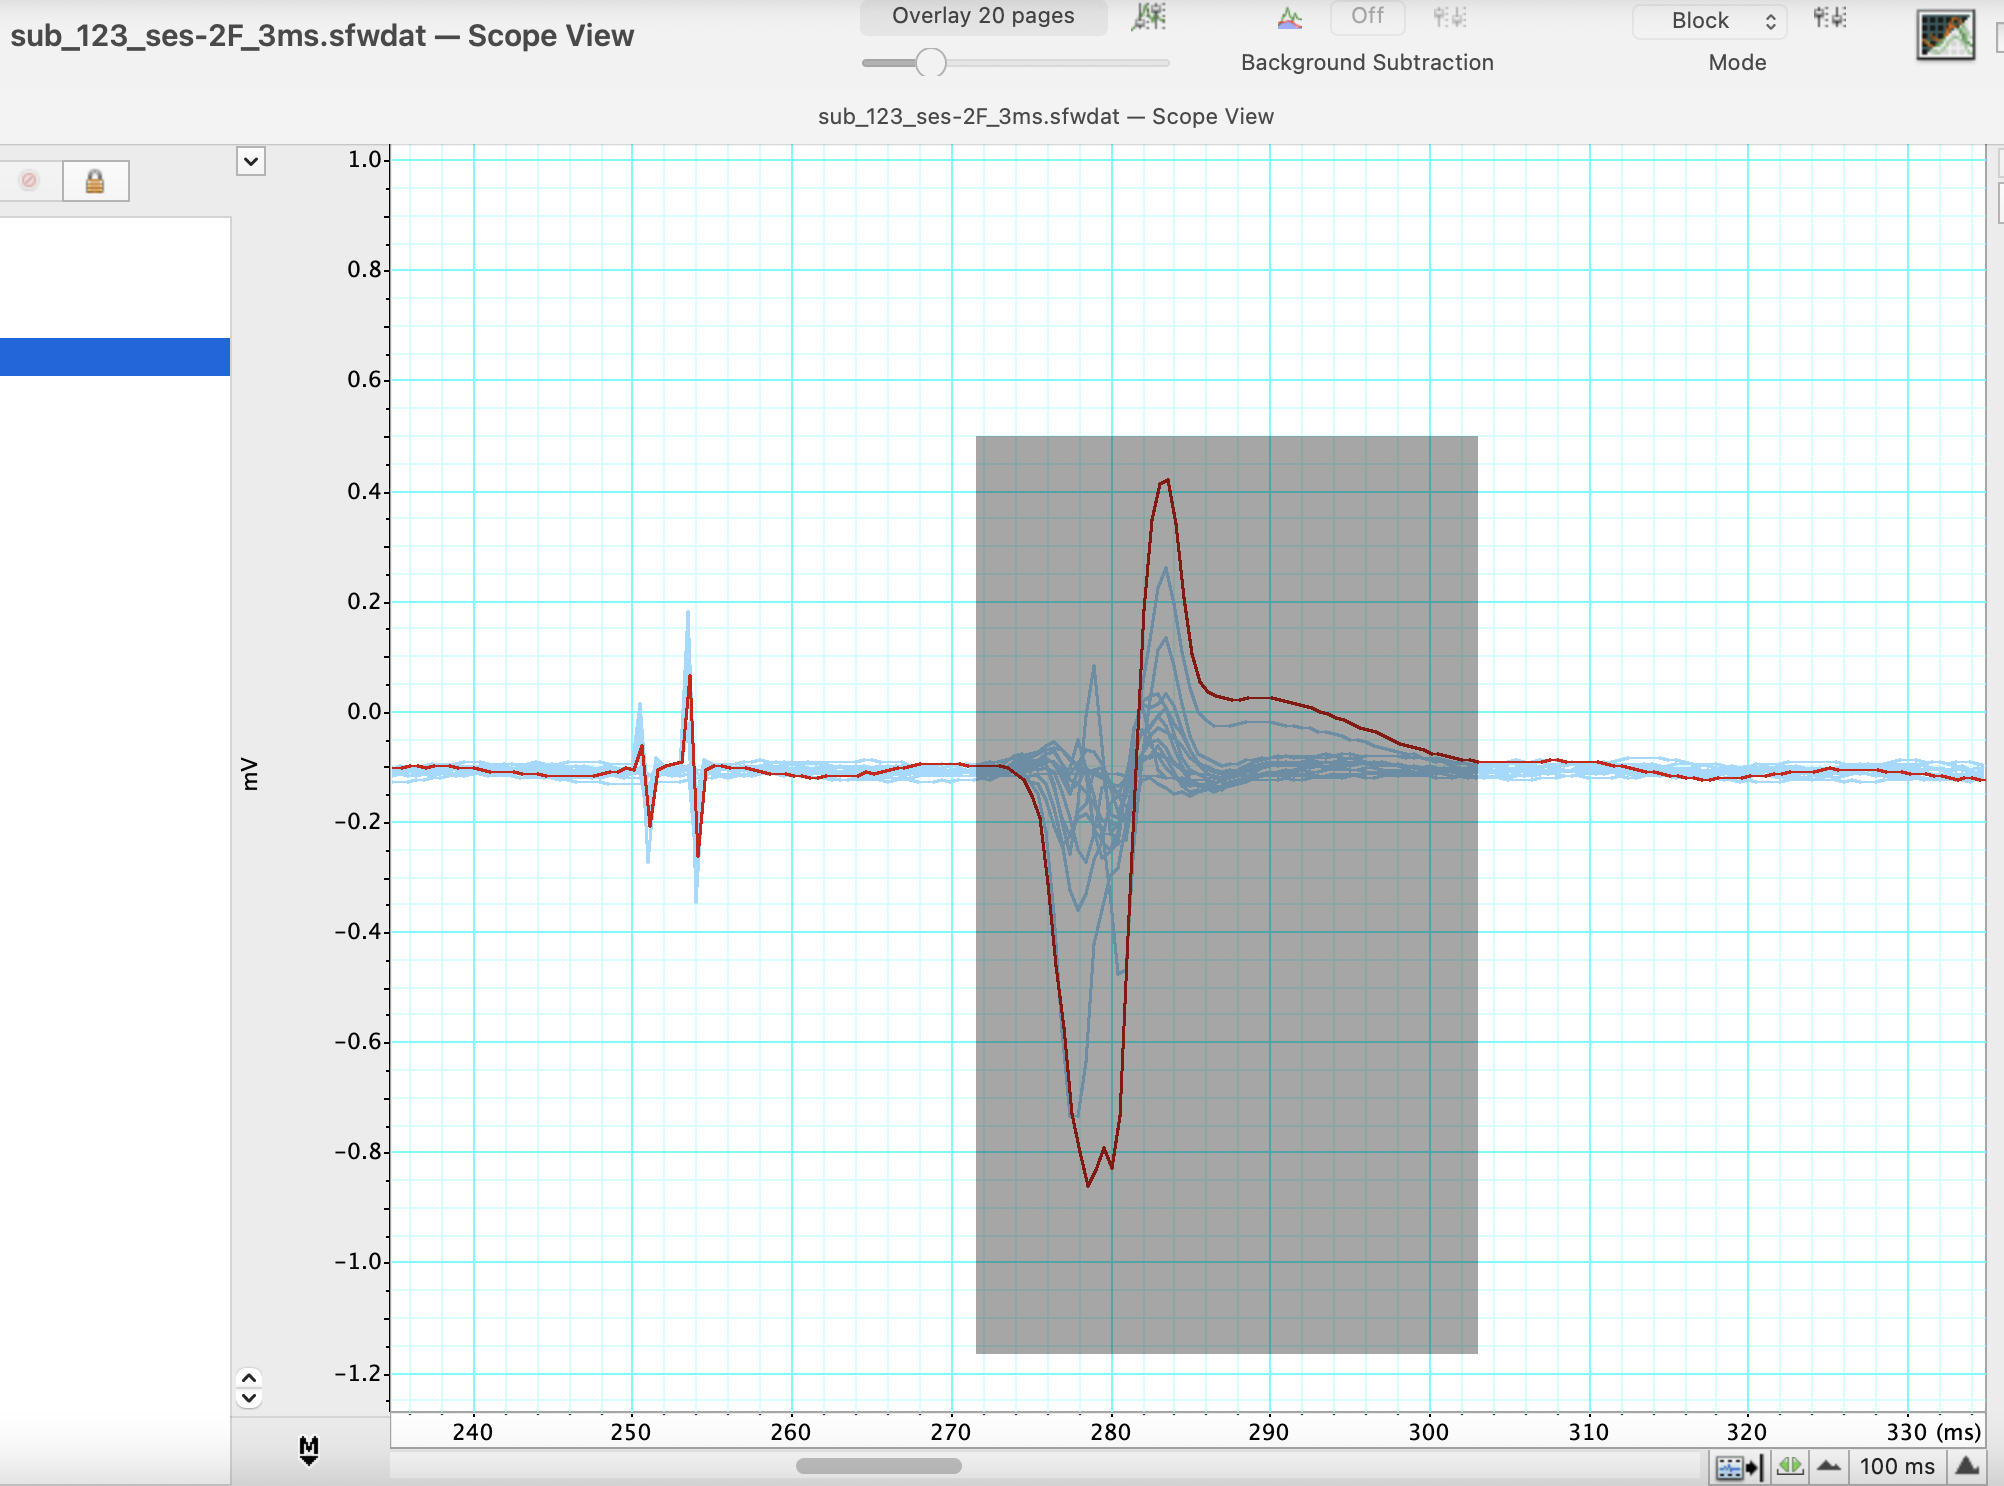 sub_123_ses-2F_3ms.sfwdat — Scope View
Overlay 20 pages
Off
Background Subtraction
Block
Mode
sub_123_ses-2F_3ms.sfwdat — Scope View
1.0
0.8
0.6
0.4
0.2
0.0
−0.2
−0.4
−0.6
−0.8
−1.0
−1.2
mV
240 250 260 270 280 290 300 310 320 330 (ms)
M
100 ms